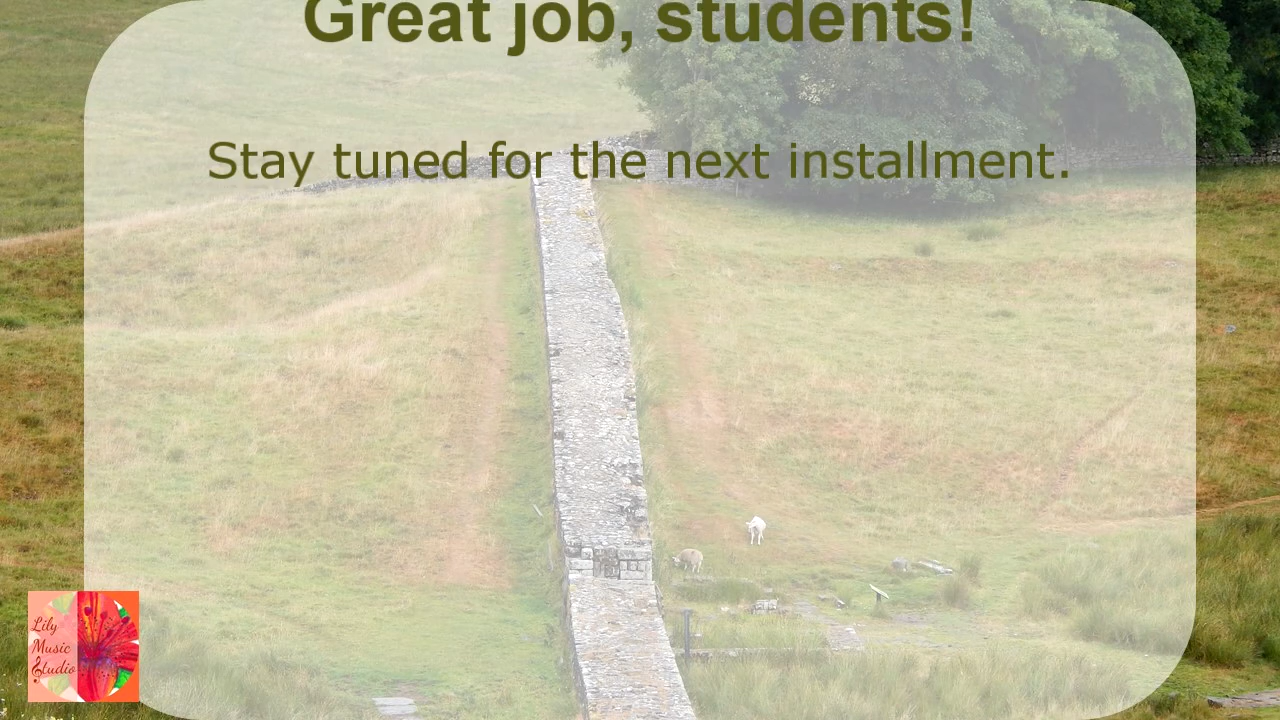 Great job, students!
Stay tuned for the next installment.
Lily
Music
Studio